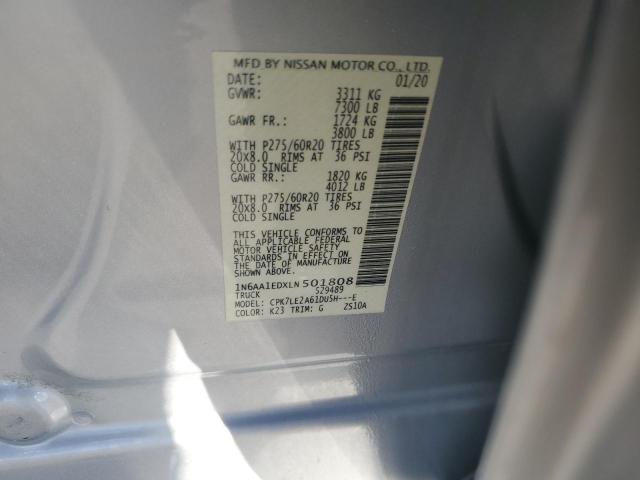 MFD BY NISSAN MOTOR CO., LTD.
DATE: 01/20
GVWR: 3311 KG
7300 LB
GAWR FR.: 1724 KG
3800 LB
WITH P275/60R20 TIRES
20X8.0 RIMS AT 36 PSI
COLD SINGLE
GAWR RR.: 1820 KG
4012 LB
WITH P275/60R20 TIRES
20X8.0 RIMS AT 36 PSI
COLD SINGLE
THIS VEHICLE CONFORMS TO
ALL APPLICABLE FEDERAL
MOTOR VEHICLE SAFETY
STANDARDS IN EFFECT ON
THE DATE OF MANUFACTURE
SHOWN ABOVE.
1N6AA1EDXLN501808
TRUCK S29489
MODEL: CPK7LE2A61DU5H---E
COLOR: K23 TRIM: G ZS10A